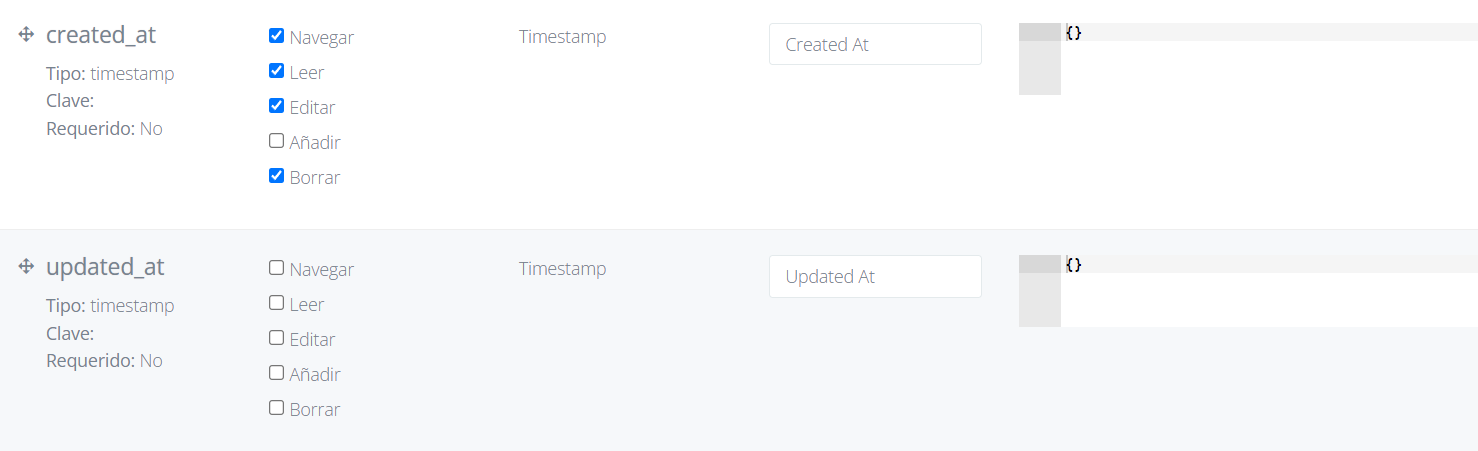 created_at
Tipo: timestamp
Clave:
Requerido: No
Navegar
Leer
Editar
Añadir
Borrar
Timestamp
Created At
{}
updated_at
Tipo: timestamp
Clave:
Requerido: No
Navegar
Leer
Editar
Añadir
Borrar
Timestamp
Updated At
{}